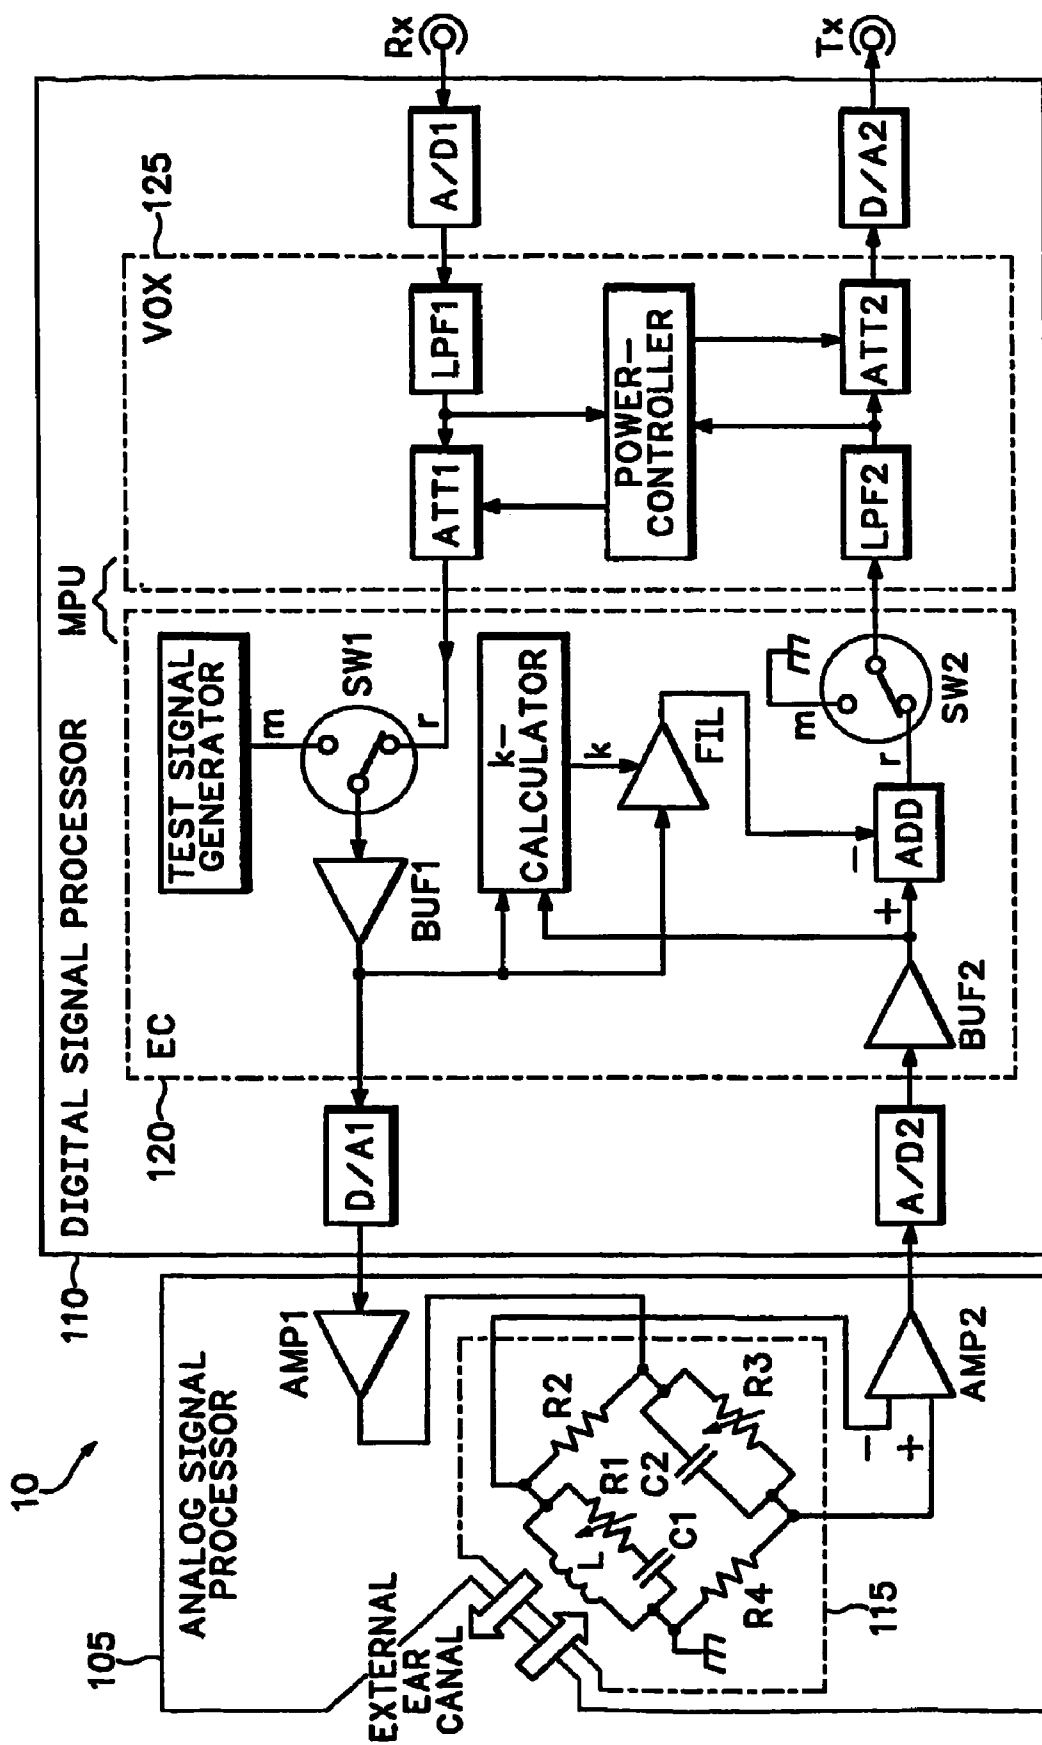 10
105
ANALOG SIGNAL
PROCESSOR
EXTERNAL
EAR
CANAL
AMP1
R2
L
R1
C1
C2
R3
R4
115
−
+
AMP2
110
DIGITAL SIGNAL PROCESSOR
MPU
D/A1
A/D2
120
EC
TEST SIGNAL
GENERATOR
m
SW1
r
BUF1
k-
CALCULATOR
k
FIL
BUF2
+
−
ADD
r
m
SW2
125
VOX
LPF1
ATT1
POWER-
CONTROLLER
LPF2
ATT2
A/D1
D/A2
Rx
Tx